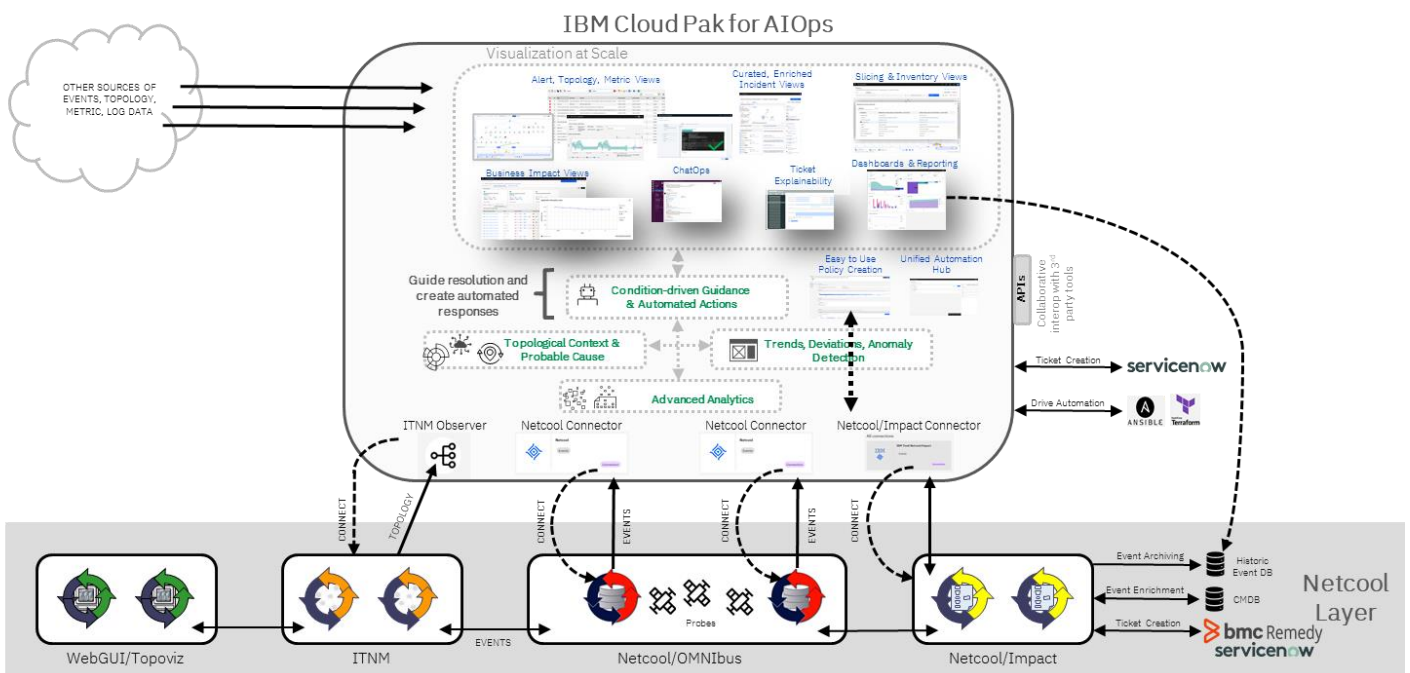 IBM Cloud Pak for AIOps
Visualization at Scale
OTHER SOURCES OF
EVENTS, TOPOLOGY,
METRIC, LOG DATA
Alert, Topology, Metric Views
Curated, Enriched
Incident Views
Slicing & Inventory Views
Business Impact Views
ChatOps
Ticket
Explainability
Dashboards & Reporting
Guide resolution and
create automated
responses
Condition-driven Guidance
& Automated Actions
Easy to Use
Policy Creation
Unified Automation
Hub
APIs
Collaborative
interop with 3rd
party tools
Topological Context &
Probable Cause
Trends, Deviations, Anomaly
Detection
Advanced Analytics
Ticket Creation
servicenow
Drive Automation
ANSIBLE
Terraform
ITNM Observer
Netcool Connector
Netcool Connector
Netcool/Impact Connector
Netcool
Events
Netcool
Events
CONNECT
TOPOLOGY
CONNECT
EVENTS
CONNECT
EVENTS
CONNECT
Event Archiving
Historic
Event DB
Event Enrichment
CMDB
Ticket Creation
bmc Remedy
servicenow
Netcool
Layer
Probes
EVENTS
WebGUI/Topoviz
ITNM
Netcool/OMNIbus
Netcool/Impact